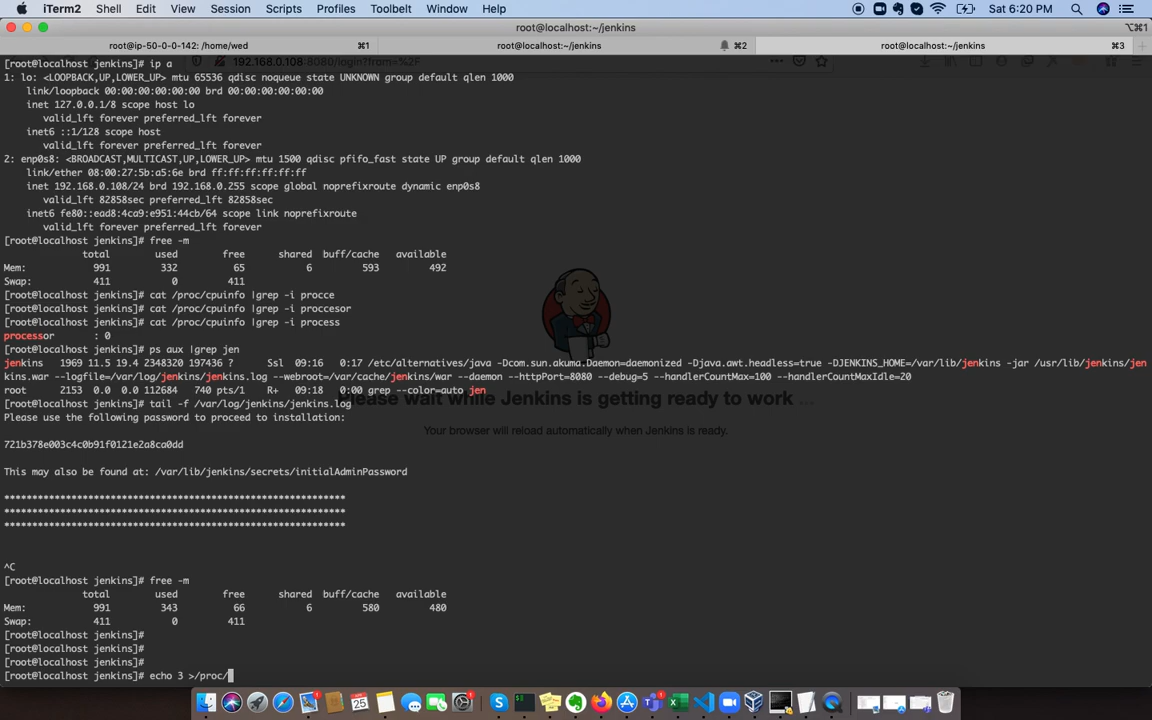 iTerm2 Shell Edit View Session Scripts Profiles Toolbelt Window Help Sat 6:20 PM
root@localhost:~/jenkins ⌥⌘1
root@ip-50-0-0-142: /home/wed ⌘1 root@localhost:~/jenkins ⌘2 root@localhost:~/jenkins ⌘3
192.168.0.108:8080/login?from=%2F
[root@localhost jenkins]# ip a
1: lo: <LOOPBACK,UP,LOWER_UP> mtu 65536 qdisc noqueue state UNKNOWN group default qlen 1000
link/loopback 00:00:00:00:00:00 brd 00:00:00:00:00:00
inet 127.0.0.1/8 scope host lo
valid_lft forever preferred_lft forever
inet6 ::1/128 scope host
valid_lft forever preferred_lft forever
2: enp0s8: <BROADCAST,MULTICAST,UP,LOWER_UP> mtu 1500 qdisc pfifo_fast state UP group default qlen 1000
link/ether 08:00:27:5b:a5:6e brd ff:ff:ff:ff:ff:ff
inet 192.168.0.108/24 brd 192.168.0.255 scope global noprefixroute dynamic enp0s8
valid_lft 82858sec preferred_lft 82858sec
inet6 fe80::ead8:4ca9:e951:44cb/64 scope link noprefixroute
valid_lft forever preferred_lft forever
[root@localhost jenkins]# free -m
total used free shared buff/cache available
Mem: 991 332 65 6 593 492
Swap: 411 0 411
[root@localhost jenkins]# cat /proc/cpuinfo |grep -i procce
[root@localhost jenkins]# cat /proc/cpuinfo |grep -i proccesor
[root@localhost jenkins]# cat /proc/cpuinfo |grep -i process
processor : 0
[root@localhost jenkins]# ps aux |grep jen
jenkins 1969 11.5 19.4 2348320 197436 ? Ssl 09:16 0:17 /etc/alternatives/java -Dcom.sun.akuma.Daemon=daemonized -Djava.awt.headless=true -DJENKINS_HOME=/var/lib/jenkins -jar /usr/lib/jenkins/jen
kins.war --logfile=/var/log/jenkins/jenkins.log --webroot=/var/cache/jenkins/war --daemon --httpPort=8080 --debug=5 --handlerCountMax=100 --handlerCountMaxIdle=20
root 2153 0.0 0.0 112684 740 pts/1 R+ 09:18 0:00 grep --color=auto jen
[root@localhost jenkins]# tail -f /var/log/jenkins/jenkins.log
Please wait while Jenkins is getting ready to work ...
Please use the following password to proceed to installation:
Your browser will reload automatically when Jenkins is ready.
721b378e003c4c0b91f0121e2a8ca0dd
This may also be found at: /var/lib/jenkins/secrets/initialAdminPassword
*************************************************************
*************************************************************
*************************************************************
^C
[root@localhost jenkins]# free -m
total used free shared buff/cache available
Mem: 991 343 66 6 580 480
Swap: 411 0 411
[root@localhost jenkins]#
[root@localhost jenkins]#
[root@localhost jenkins]#
[root@localhost jenkins]# echo 3 >/proc/